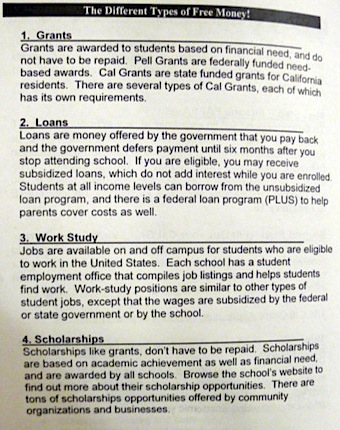 The Different Types of Free Money!
1. Grants
Grants are awarded to students based on financial need, and do
not have to be repaid. Pell Grants are federally funded need-
based awards. Cal Grants are state funded grants for California
residents. There are several types of Cal Grants, each of which
has its own requirements.
2. Loans
Loans are money offered by the government that you pay back
and the government defers payment until six months after you
stop attending school. If you are eligible, you may receive
subsidized loans, which do not add interest while you are enrolled.
Students at all income levels can borrow from the unsubsidized
loan program, and there is a federal loan program (PLUS) to help
parents cover costs as well.
3. Work Study
Jobs are available on and off campus for students who are eligible
to work in the United States. Each school has a student
employment office that compiles job listings and helps students
find work. Work-study positions are similar to other types of
student jobs, except that the wages are subsidized by the federal
or state government or by the school.
4. Scholarships
Scholarships like grants, don't have to be repaid. Scholarships
are based on academic achievement as well as financial need,
and are awarded by all schools. Browse the school's website to
find out more about their scholarship opportunities. There are
tons of scholarships opportunities offered by community
organizations and businesses.